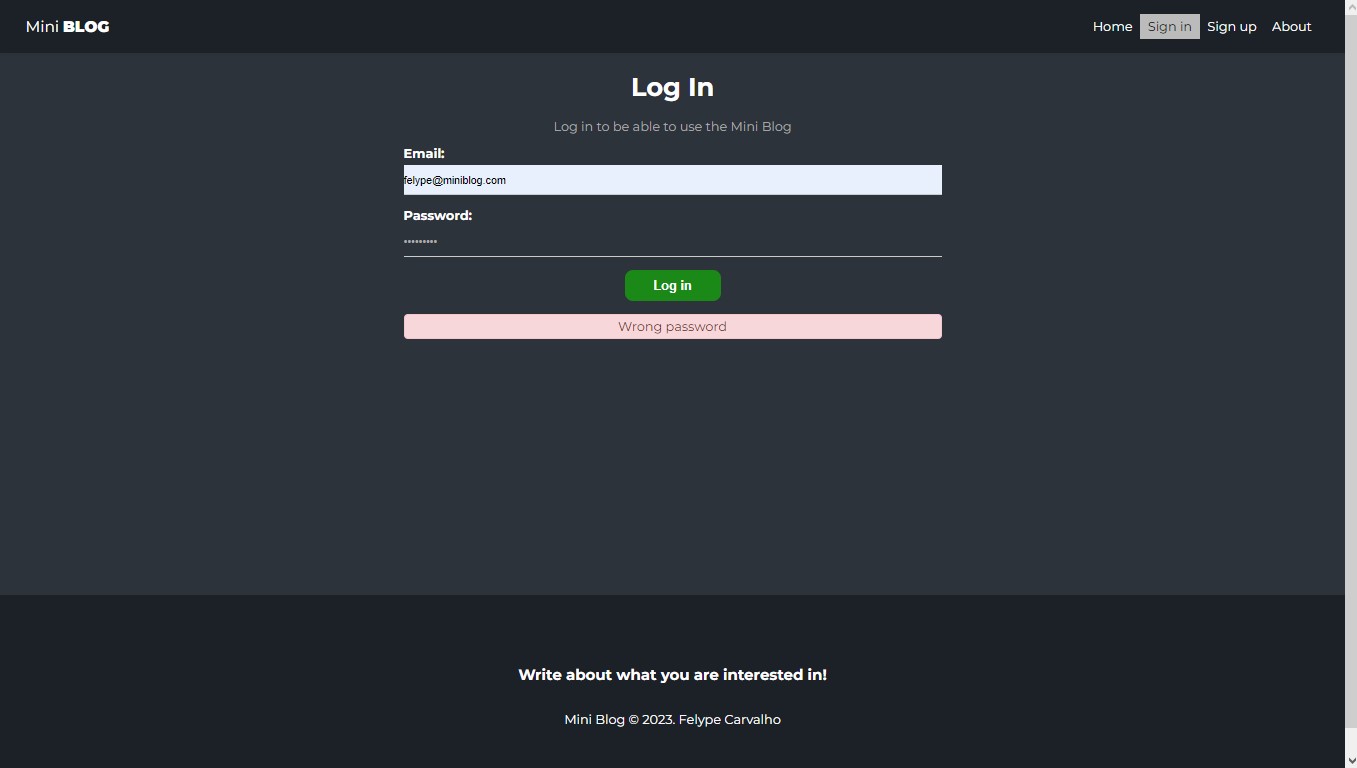 Mini BLOG
Home Sign in Sign up About
Log In
Log in to be able to use the Mini Blog
Email:
felype@miniblog.com
Password:
•••••••••
Log in
Wrong password
Write about what you are interested in!
Mini Blog © 2023. Felype Carvalho